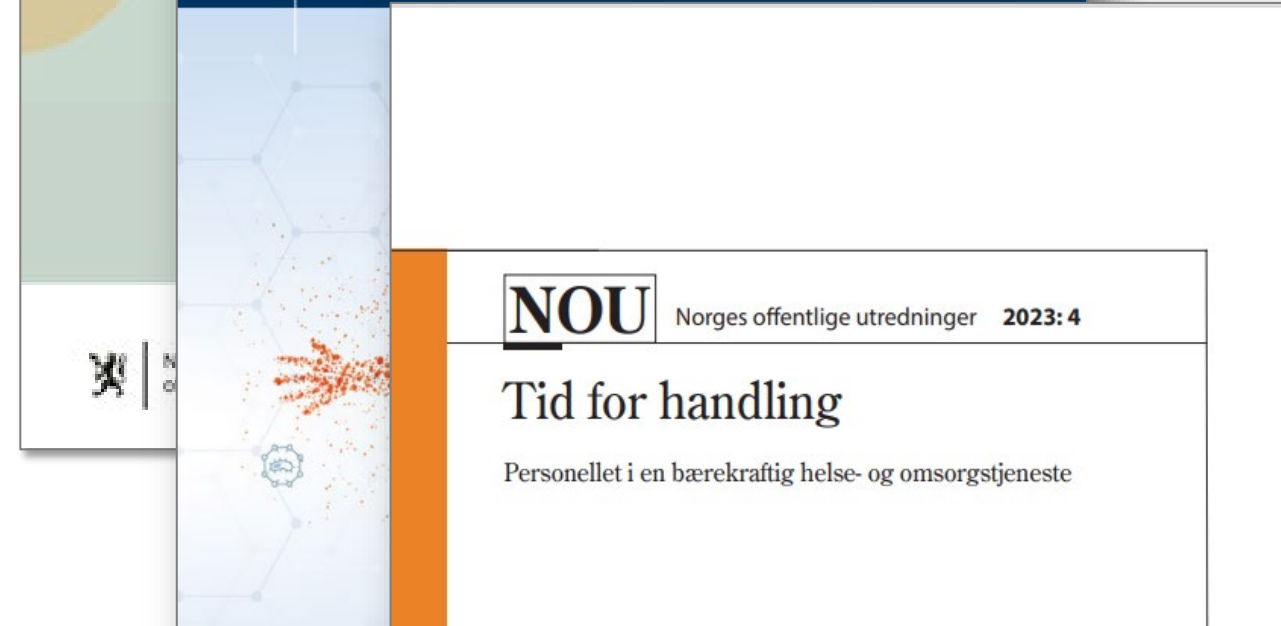 NOU
Norges offentlige utredninger 2023: 4
Tid for handling
Personellet i en bærekraftig helse- og omsorgstjeneste